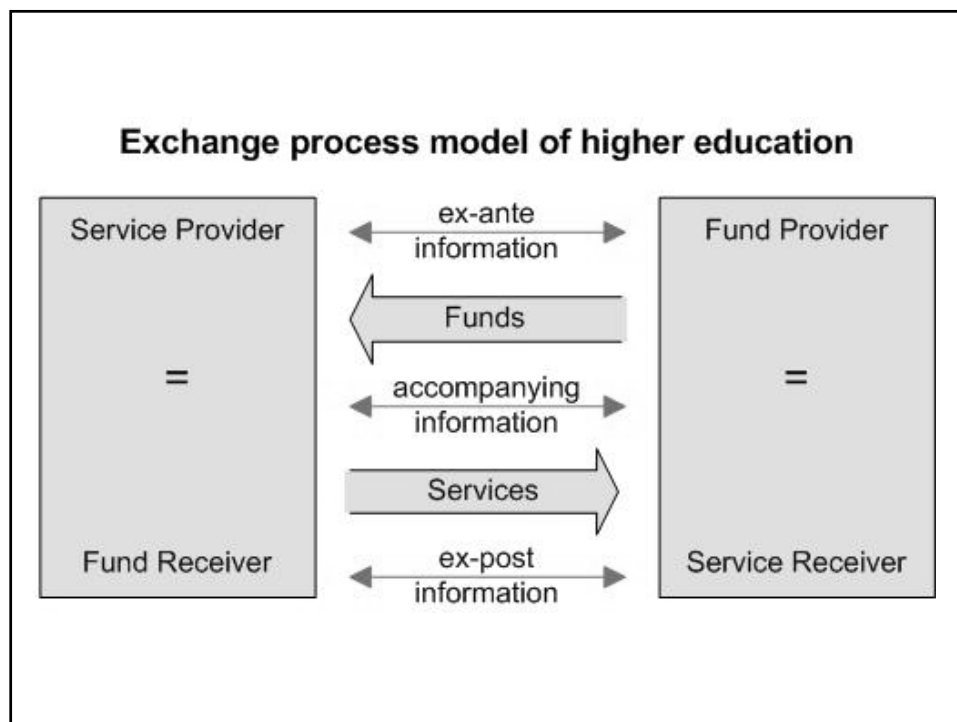 Exchange process model of higher education
Service Provider
=
Fund Receiver
ex-ante
information
Funds
accompanying
information
Services
ex-post
information
Fund Provider
=
Service Receiver